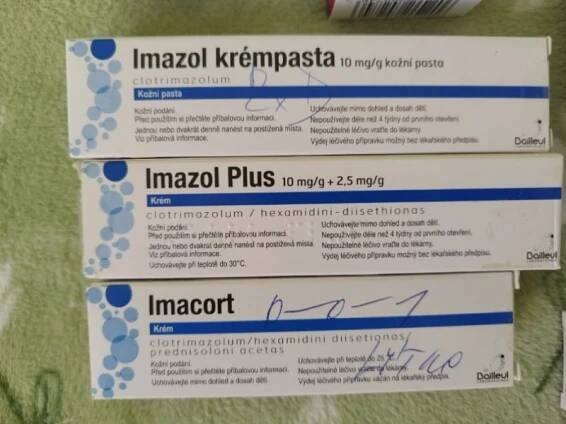 Imazol krémpasta 10 mg/g kožní pasta
clotrimazolum
Kožní pasta
Kožní podání.
Před použitím si přečtěte příbalovou informaci.
Jednou nebo dvakrát denně nanést na postižená místa.
Viz příbalová informace.
Uchovávejte mimo dohled a dosah dětí.
Nepoužívejte déle než 4 týdny od prvního otevření.
Nepoužitelné léčivo vraťte do lékárny.
Výdej léčivého přípravku možný bez lékařského předpisu.
Dailleul
Imazol Plus 10 mg/g + 2,5 mg/g
Krém
clotrimazolum / hexamidini-diisethionas
Kožní podání.
Před použitím si přečtěte příbalovou informaci.
Jednou nebo dvakrát denně nanést na postižená místa.
Viz příbalová informace.
Uchovávejte při teplotě do 30°C.
Uchovávejte mimo dohled a dosah dětí.
Nepoužívejte déle než 4 týdny od prvního otevření.
Nepoužitelné léčivo vraťte do lékárny.
Výdej léčivého přípravku možný bez lékařského předpisu.
Dailleul
Imacort
0-0-1
Krém
clotrimazolum/hexamidini diisetionas/
prednisoloni acetas
Kožní podání.
Před použitím si přečtěte příbalovou informaci.
Uchovávejte mimo dohled a dosah dětí.
Uchovávejte při teplotě do 25
Nepoužitelné léčivo vraťte do lékárny.
Výdej léčivého přípravku vázán na lékařský předpis.
Dailleul